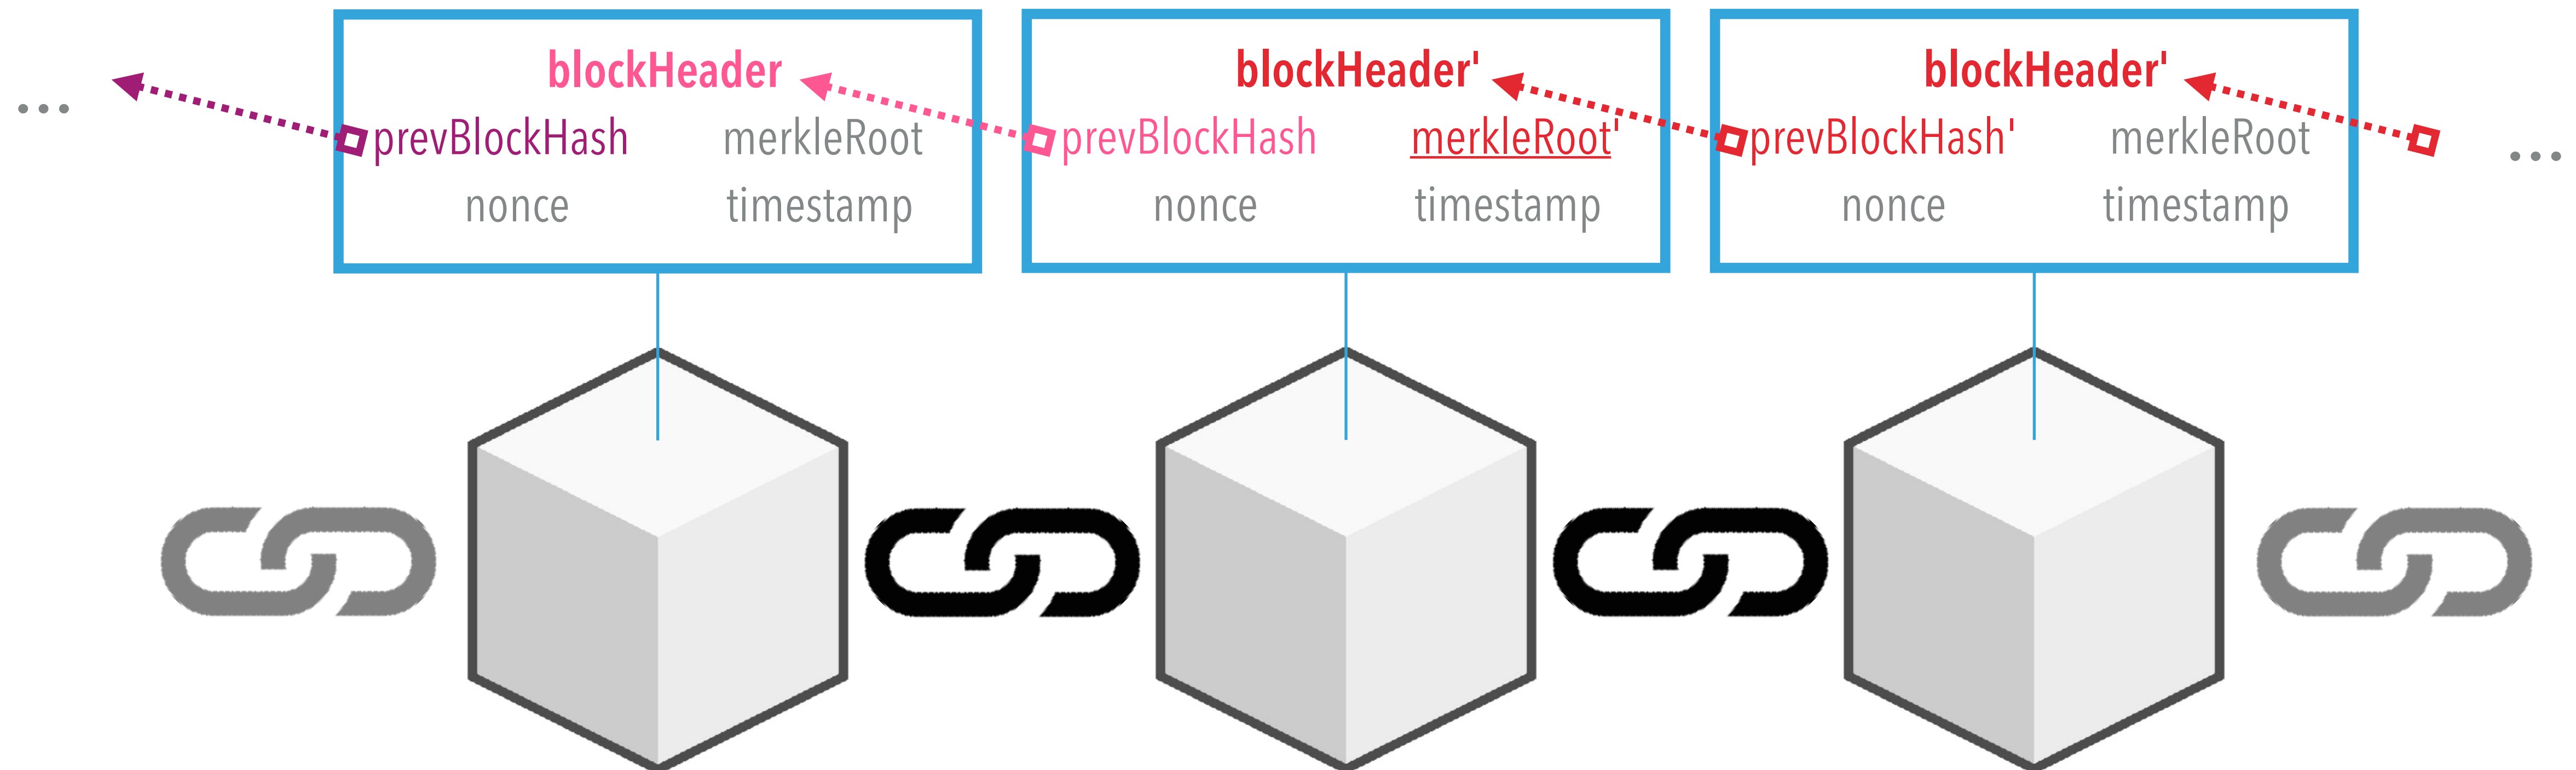 blockHeader blockHeader' blockHeader'
... prevBlockHash merkleRoot prevBlockHash merkleRoot' prevBlockHash' merkleRoot ...
nonce timestamp nonce timestamp nonce timestamp